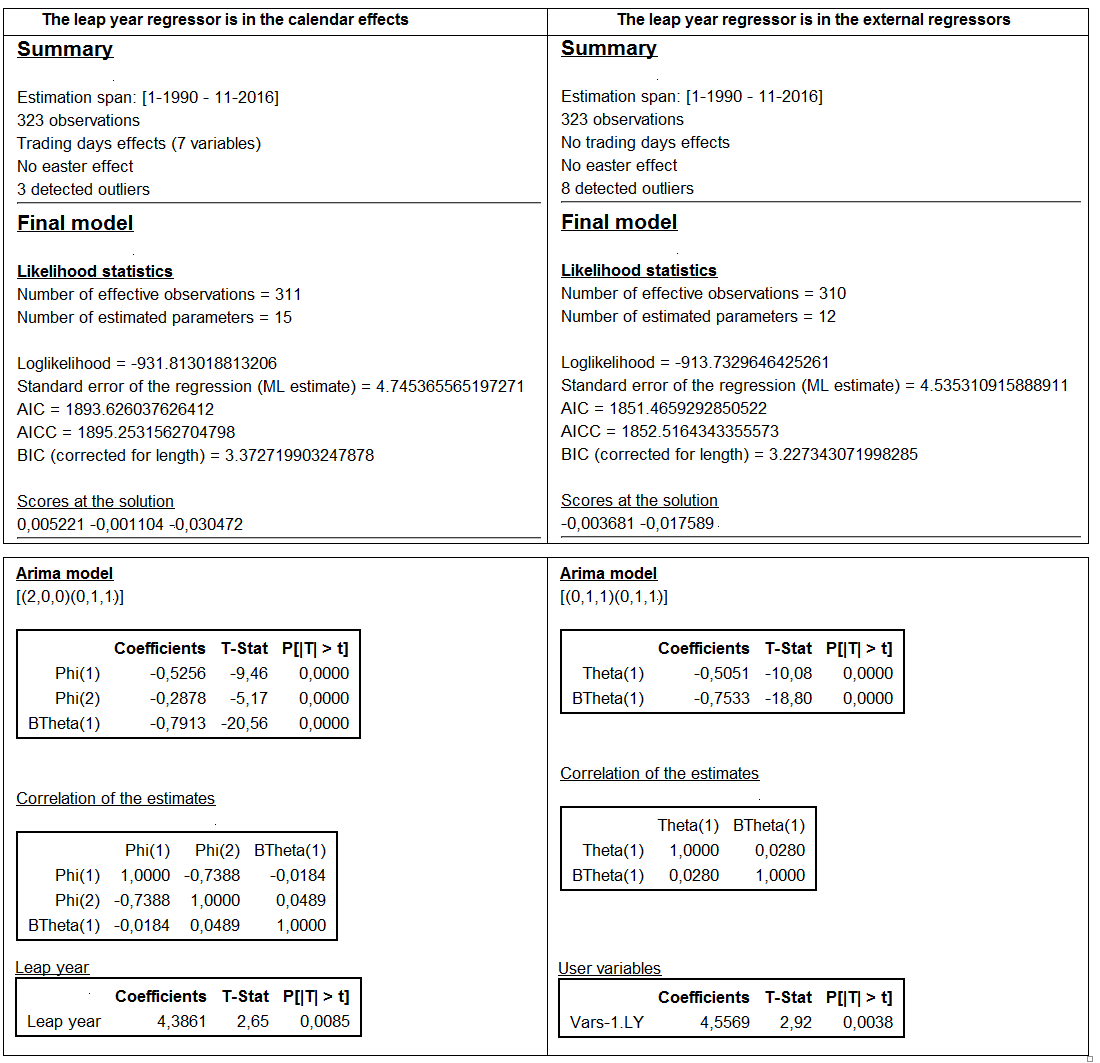 The leap year regressor is in the calendar effects
Summary
Estimation span: [1-1990 - 11-2016]
323 observations
Trading days effects (7 variables)
No easter effect
3 detected outliers
Final model
Likelihood statistics
Number of effective observations = 311
Number of estimated parameters = 15
Loglikelihood = -931.813018813206
Standard error of the regression (ML estimate) = 4.745365565197271
AIC = 1893.626037626412
AICC = 1895.2531562704798
BIC (corrected for length) = 3.372719903247878
Scores at the solution
0,005221 -0,001104 -0,030472
The leap year regressor is in the external regressors
Summary
Estimation span: [1-1990 - 11-2016]
323 observations
No trading days effects
No easter effect
8 detected outliers
Final model
Likelihood statistics
Number of effective observations = 310
Number of estimated parameters = 12
Loglikelihood = -913.7329646425261
Standard error of the regression (ML estimate) = 4.535310915888911
AIC = 1851.4659292850522
AICC = 1852.5164343355573
BIC (corrected for length) = 3.227343071998285
Scores at the solution
-0,003681 -0,017589
Arima model
[(2,0,0)(0,1,1)]
Coefficients T-Stat P[|T| > t]
Phi(1) -0,5256 -9,46 0,0000
Phi(2) -0,2878 -5,17 0,0000
BTheta(1) -0,7913 -20,56 0,0000
Correlation of the estimates
Phi(1) Phi(2) BTheta(1)
Phi(1) 1,0000 -0,7388 -0,0184
Phi(2) -0,7388 1,0000 0,0489
BTheta(1) -0,0184 0,0489 1,0000
Leap year
Coefficients T-Stat P[|T| > t]
Leap year 4,3861 2,65 0,0085
Arima model
[(0,1,1)(0,1,1)]
Coefficients T-Stat P[|T| > t]
Theta(1) -0,5051 -10,08 0,0000
BTheta(1) -0,7533 -18,80 0,0000
Correlation of the estimates
Theta(1) BTheta(1)
Theta(1) 1,0000 0,0280
BTheta(1) 0,0280 1,0000
User variables
Coefficients T-Stat P[|T| > t]
Vars-1.LY 4,5569 2,92 0,0038